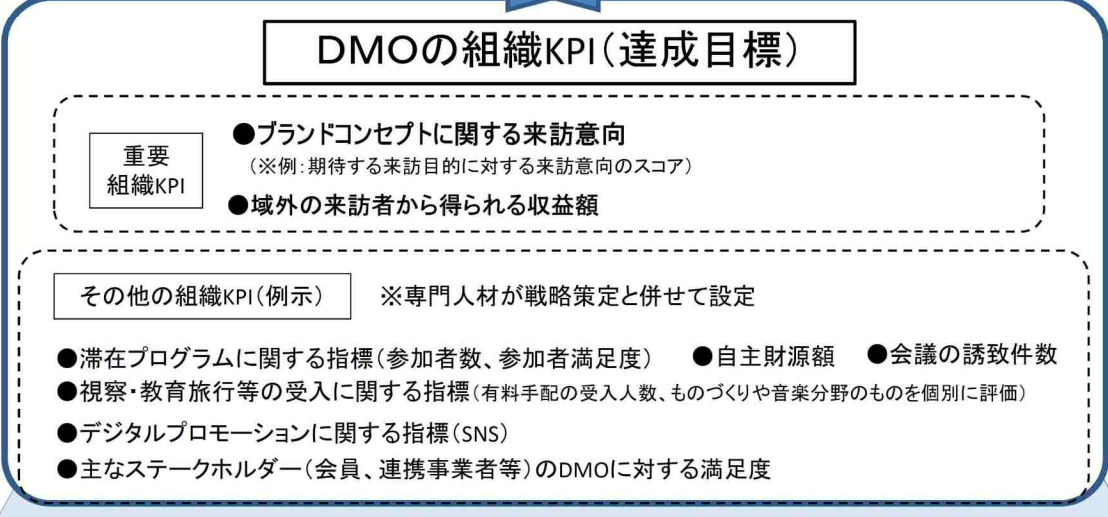 DMOの組織KPI（達成目標）
重要
組織KPI
●ブランドコンセプトに関する来訪意向
（※例：期待する来訪目的に対する来訪意向のスコア）
●域外の来訪者から得られる収益額
その他の組織KPI（例示）　※専門人材が戦略策定と併せて設定
●滞在プログラムに関する指標（参加者数、参加者満足度）　●自主財源額　●会議の誘致件数
●視察・教育旅行等の受入に関する指標（有料手配の受入人数、ものづくりや音楽分野のものを個別に評価）
●デジタルプロモーションに関する指標（SNS）
●主なステークホルダー（会員、連携事業者等）のDMOに対する満足度